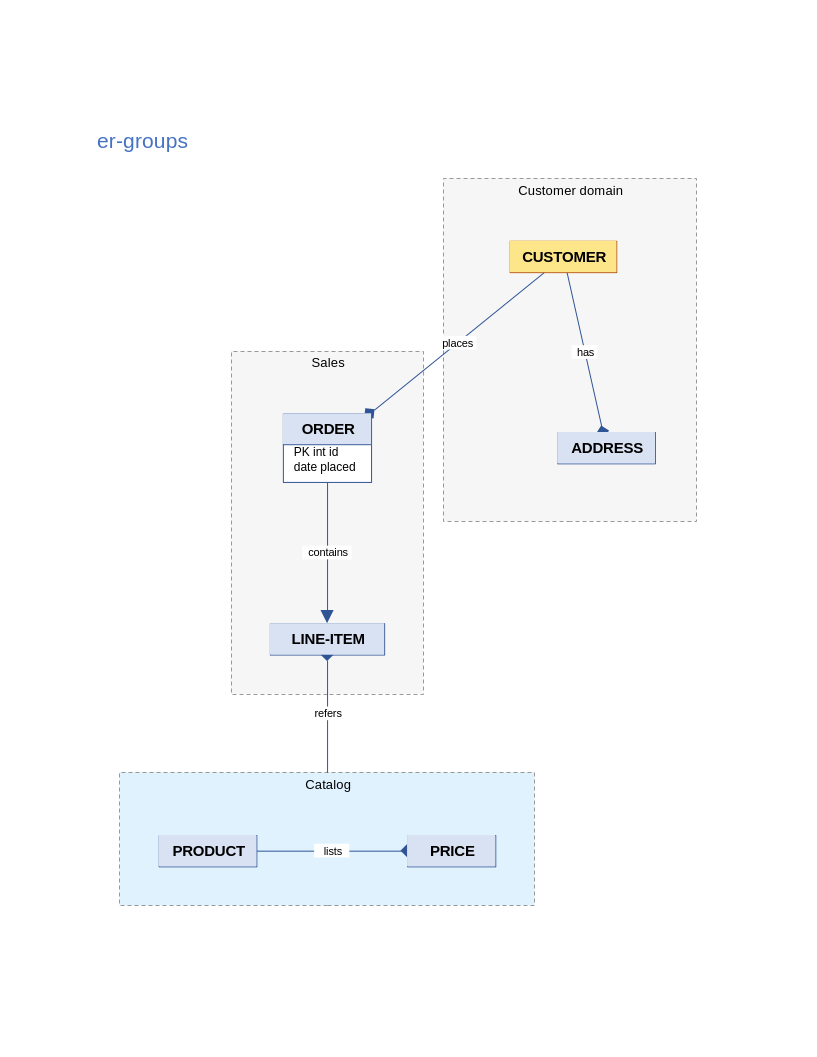 er-groups
Customer domain
CUSTOMER
places
has
Sales
ORDER
PK int id
date placed
ADDRESS
contains
LINE-ITEM
refers
Catalog
PRODUCT
lists
PRICE